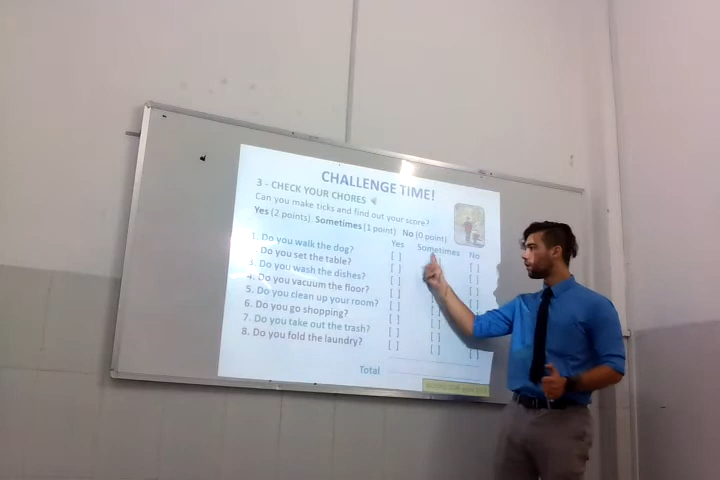 CHALLENGE TIME!
3 - CHECK YOUR CHORES
Can you make ticks and find out your score?
Yes (2 points) Sometimes (1 point) No (0 point)
Yes Sometimes No
1. Do you walk the dog? [ ] [ ]
2. Do you set the table? [ ] [ ]
3. Do you wash the dishes? [ ] [ ]
4. Do you vacuum the floor? [ ] [ ] [ ]
5. Do you clean up your room? [ ] [ ] [ ]
6. Do you go shopping? [ ] [ ] [ ]
7. Do you take out the trash? [ ] [ ] [ ]
8. Do you fold the laundry? [ ] [ ] [ ]
Total